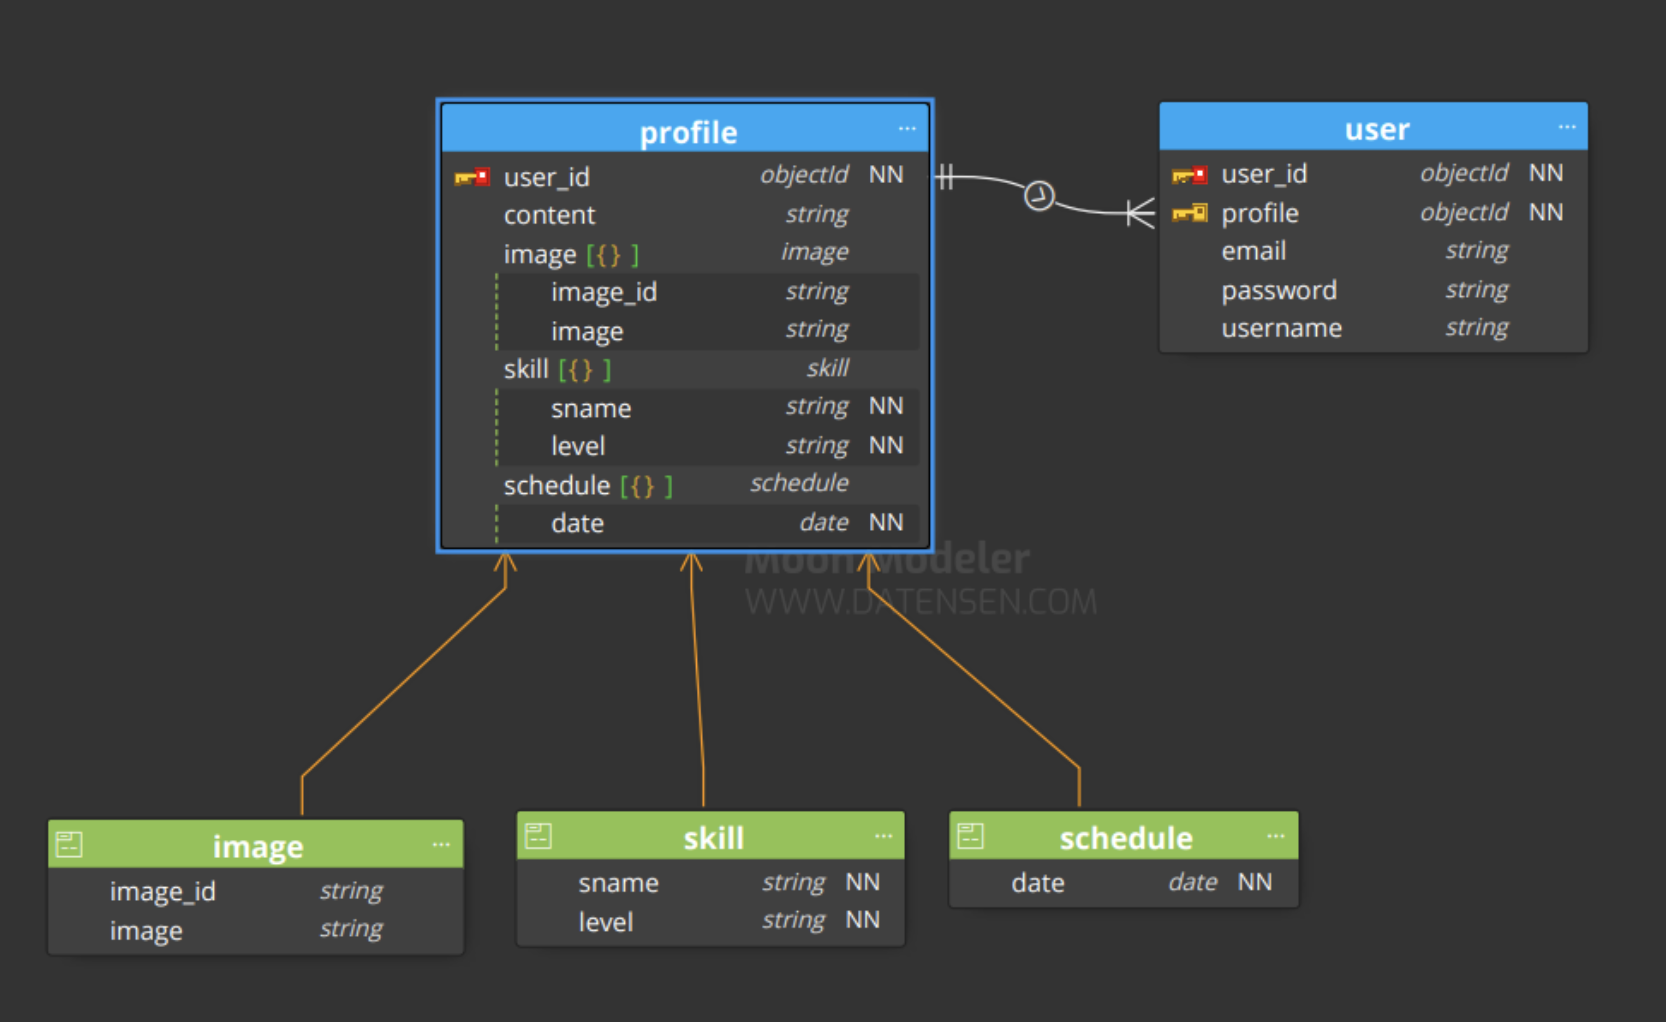 profile ...
user_id objectId NN
content string
image [{} ] image
image_id string
image string
skill [{} ] skill
sname string NN
level string NN
schedule [{} ] schedule
date date NN
user ...
user_id objectId NN
profile objectId NN
email string
password string
username string
Moon Modeler
WWW.DATENSEN.COM
image ...
image_id string
image string
skill ...
sname string NN
level string NN
schedule ...
date date NN